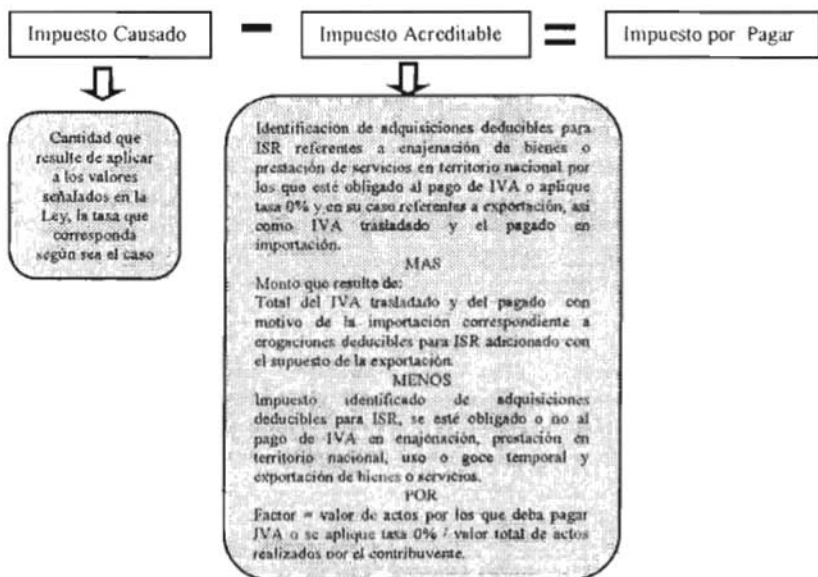 Impuesto Causado − Impuesto Acreditable = Impuesto por Pagar
Cantidad que
resulte de aplicar
a los valores
señalados en la
Ley, la tasa que
corresponda
según sea el caso
Identificacion de adquisiciones deducibles para
ISR referentes a enajenación de bienes o
prestación de servicios en territorio nacional por
los que esté obligado al pago de IVA o aplique
tasa 0% y en su caso referentes a exportación, asi
como IVA trasladado y el pagado en
importación.
MAS
Monto que resulte de:
Total del IVA trasladado y del pagado con
motivo de la importación correspondiente a
erogaciones deducibles para ISR adicionado con
el supuesto de la exportación.
MENOS
Impuesto identificado de adquisiciones
deducibles para ISR, se esté obligado o no al
pago de IVA en enajenación, prestación en
territorio nacional, uso o goce temporal y
exportación de bienes o servicios.
POR
Factor = valor de actos por los que deba pagar
IVA o se aplique tasa 0% / valor total de actos
realizados por el contribuyente.